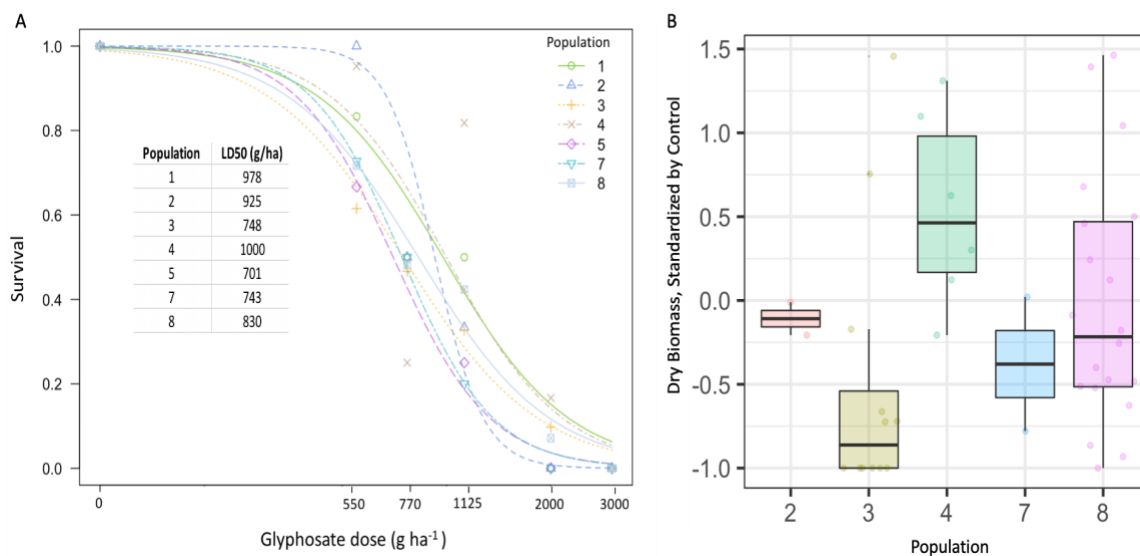 A
Survival
1.0
0.8
0.6
0.4
0.2
0.0
Population
1
2
3
4
5
7
8
Population LD50 (g/ha)
1 978
2 925
3 748
4 1000
5 701
7 743
8 830
0 550 770 1125 2000 3000
Glyphosate dose (g ha-1)
B
Dry Biomass, Standardized by Control
1.5
1.0
0.5
0.0
-0.5
-1.0
2 3 4 7 8
Population